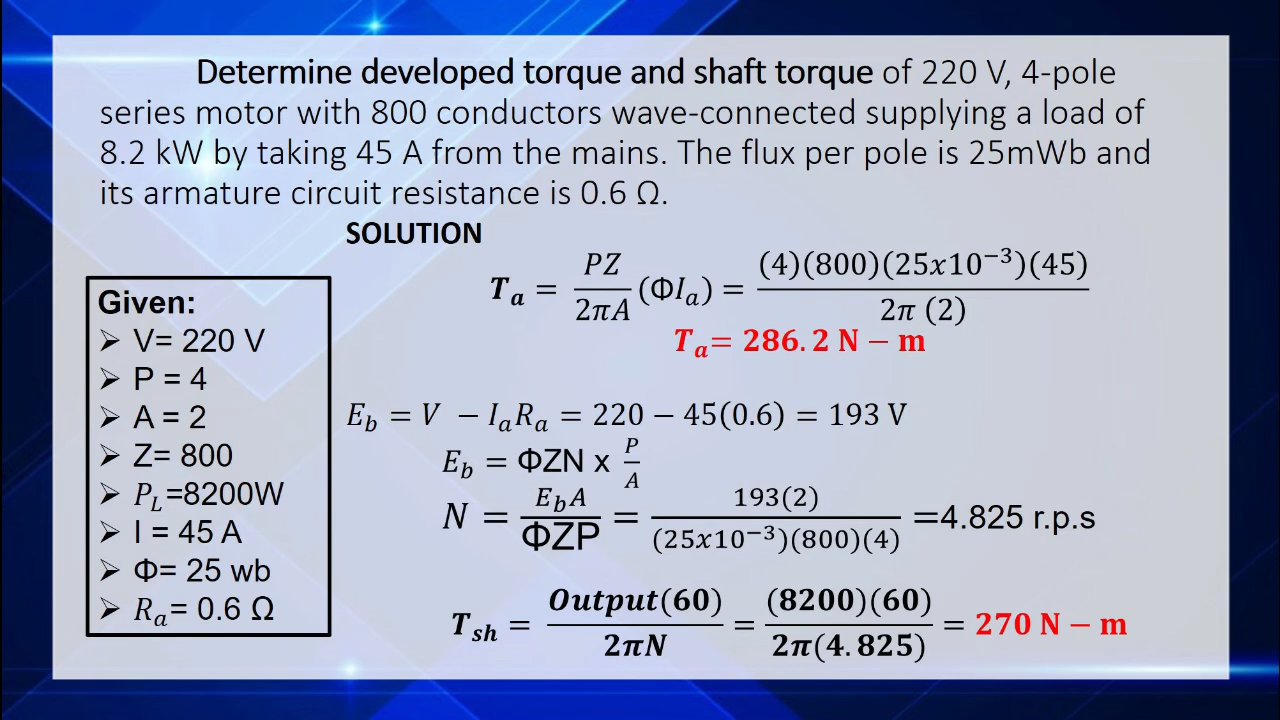 Determine developed torque and shaft torque of 220 V, 4-pole
series motor with 800 conductors wave-connected supplying a load of
8.2 kW by taking 45 A from the mains. The flux per pole is 25mWb and
its armature circuit resistance is 0.6 Ω.
SOLUTION
Given:
➢ V= 220 V
➢ P = 4
➢ A = 2
➢ Z= 800
➢ P_L=8200W
➢ I = 45 A
➢ Φ= 25 wb
➢ R_a= 0.6 Ω
T_a = PZ/2πA (ΦI_a) = (4)(800)(25x10⁻³)(45)/2π (2)
T_a= 286.2 N − m
E_b = V − I_aR_a = 220 − 45(0.6) = 193 V
E_b = ΦZN x P/A
N = E_bA/ΦZP = 193(2)/(25x10⁻³)(800)(4) =4.825 r.p.s
T_sh = Output(60)/2πN = (8200)(60)/2π(4.825) = 270 N − m